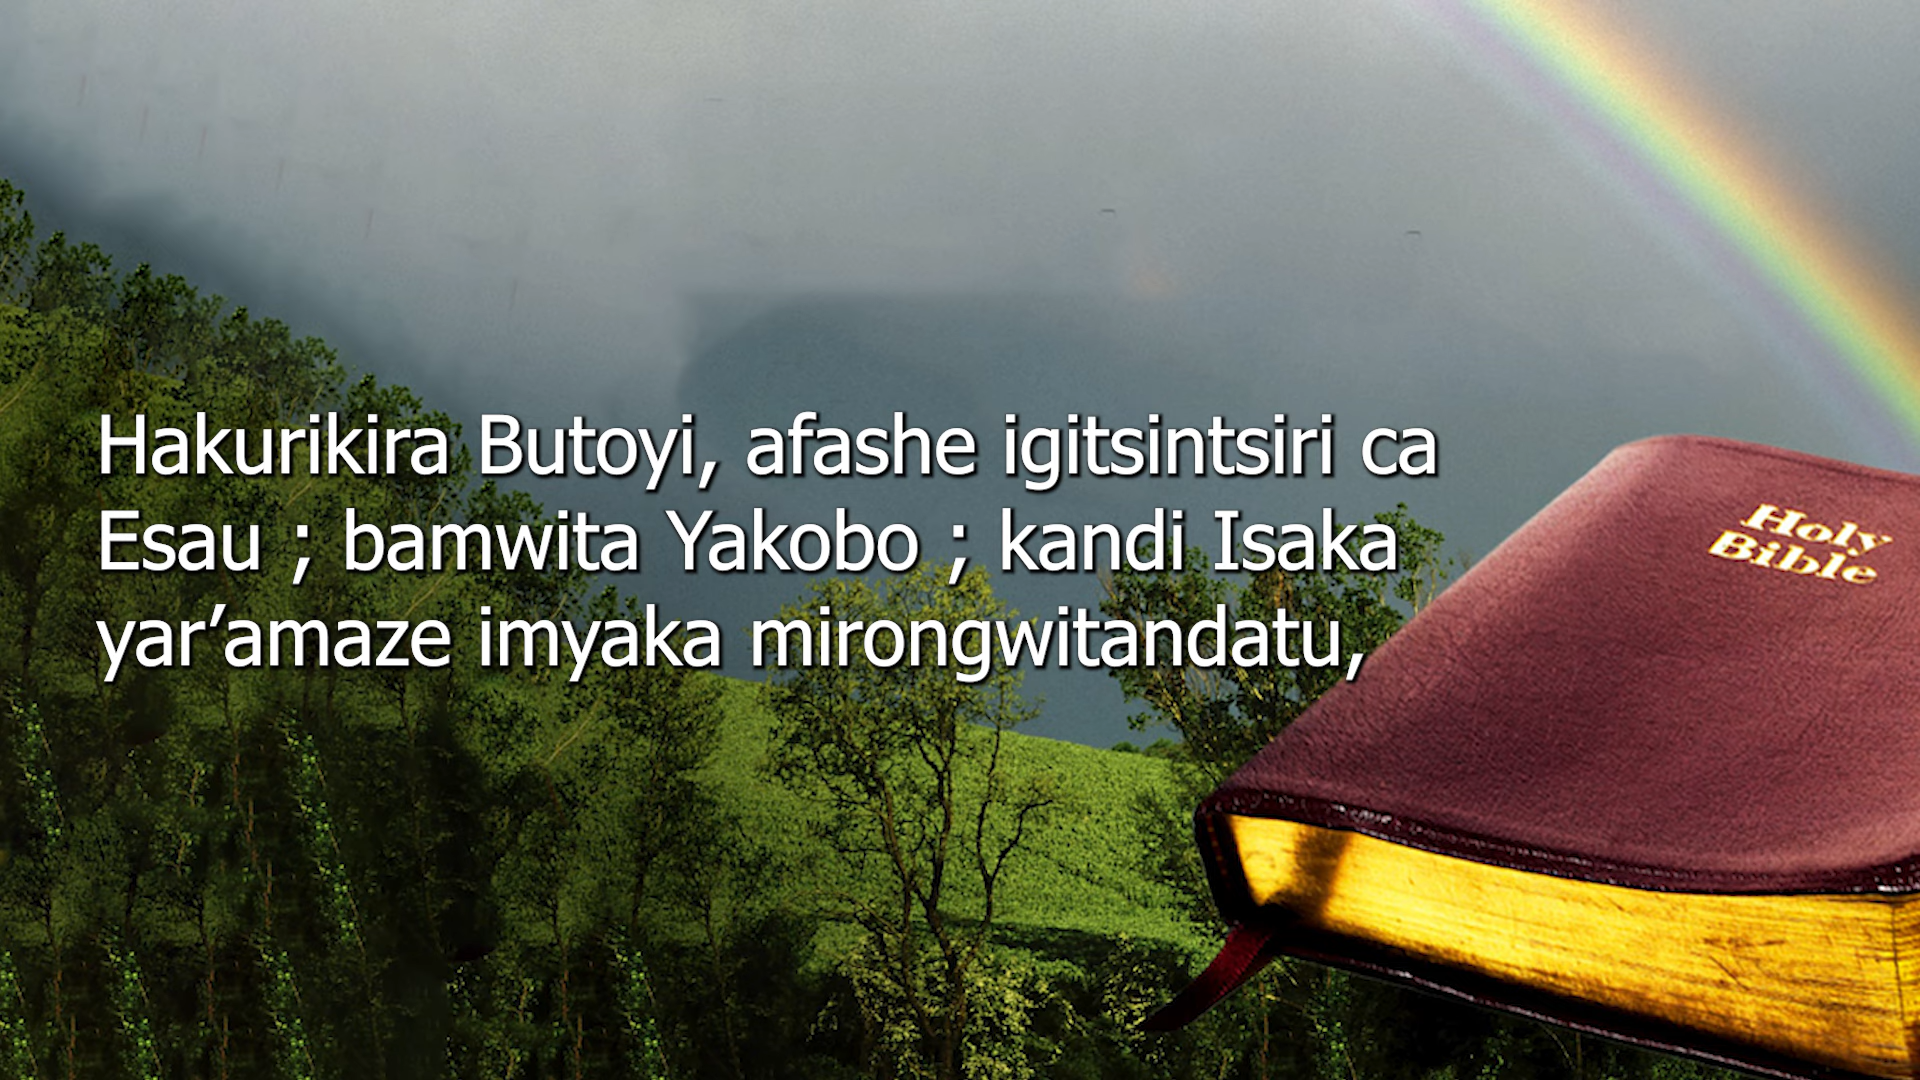 Hakurikira Butoyi, afashe igitsintsiri ca
Esau ; bamwita Yakobo ; kandi Isaka
yar’amaze imyaka mirongwitandatu,
Holy
Bible